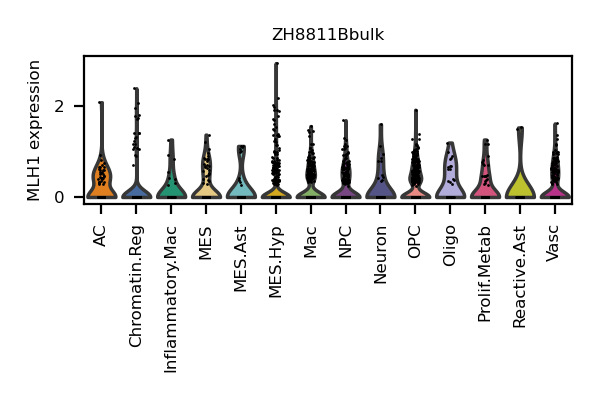 ZH8811Bbulk
MLH1 expression
2
0
AC
Chromatin.Reg
Inflammatory.Mac
MES
MES.Ast
MES.Hyp
Mac
NPC
Neuron
OPC
Oligo
Prolif.Metab
Reactive.Ast
Vasc